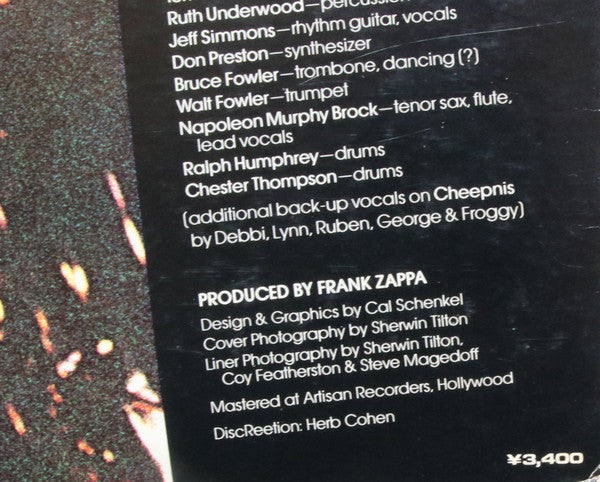 Ruth Underwood—percussion
Jeff Simmons—rhythm guitar, vocals
Don Preston—synthesizer
Bruce Fowler—trombone, dancing (?)
Walt Fowler—trumpet
Napoleon Murphy Brock—tenor sax, flute,
lead vocals
Ralph Humphrey—drums
Chester Thompson—drums
(additional back-up vocals on Cheepnis
by Debbi, Lynn, Ruben, George & Froggy)
PRODUCED BY FRANK ZAPPA
Design & Graphics by Cal Schenkel
Cover Photography by Sherwin Tilton
Liner Photography by Sherwin Tilton,
Coy Featherston & Steve Magedoff
Mastered at Artisan Recorders, Hollywood
DiscReetion: Herb Cohen
¥3,400